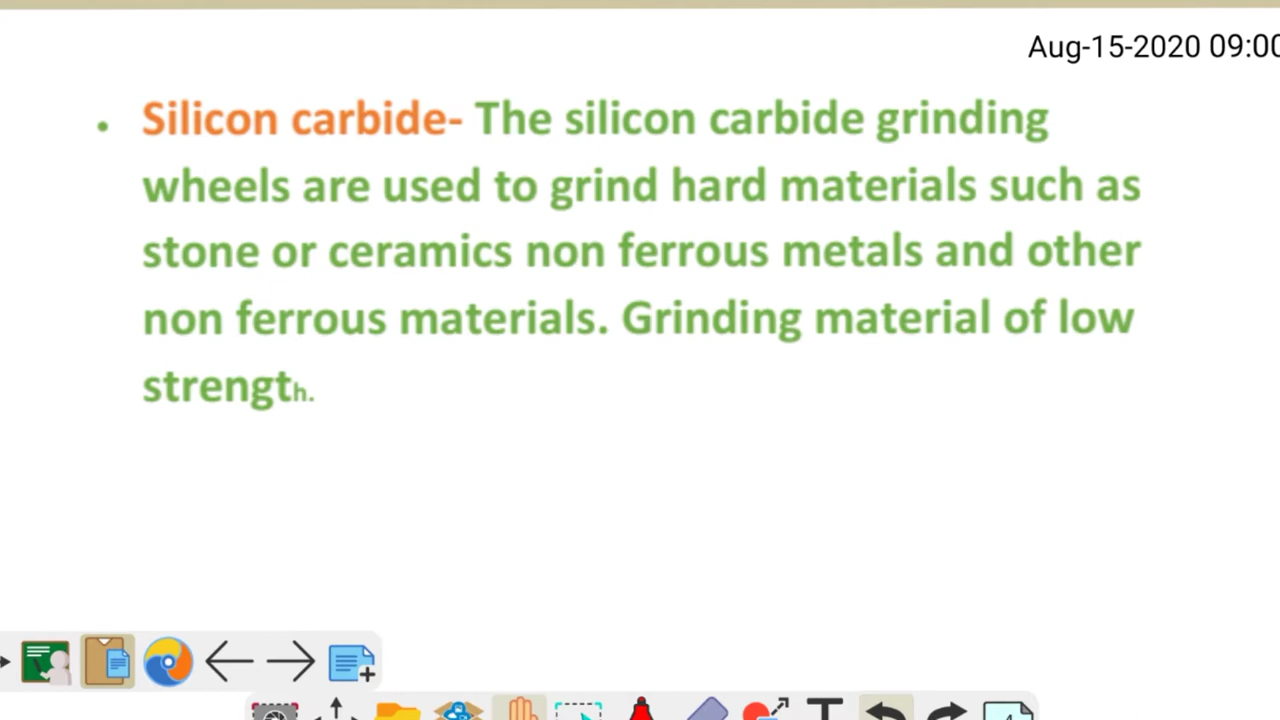 Aug-15-2020 09:00
• Silicon carbide- The silicon carbide grinding
wheels are used to grind hard materials such as
stone or ceramics non ferrous metals and other
non ferrous materials. Grinding material of low
strength.